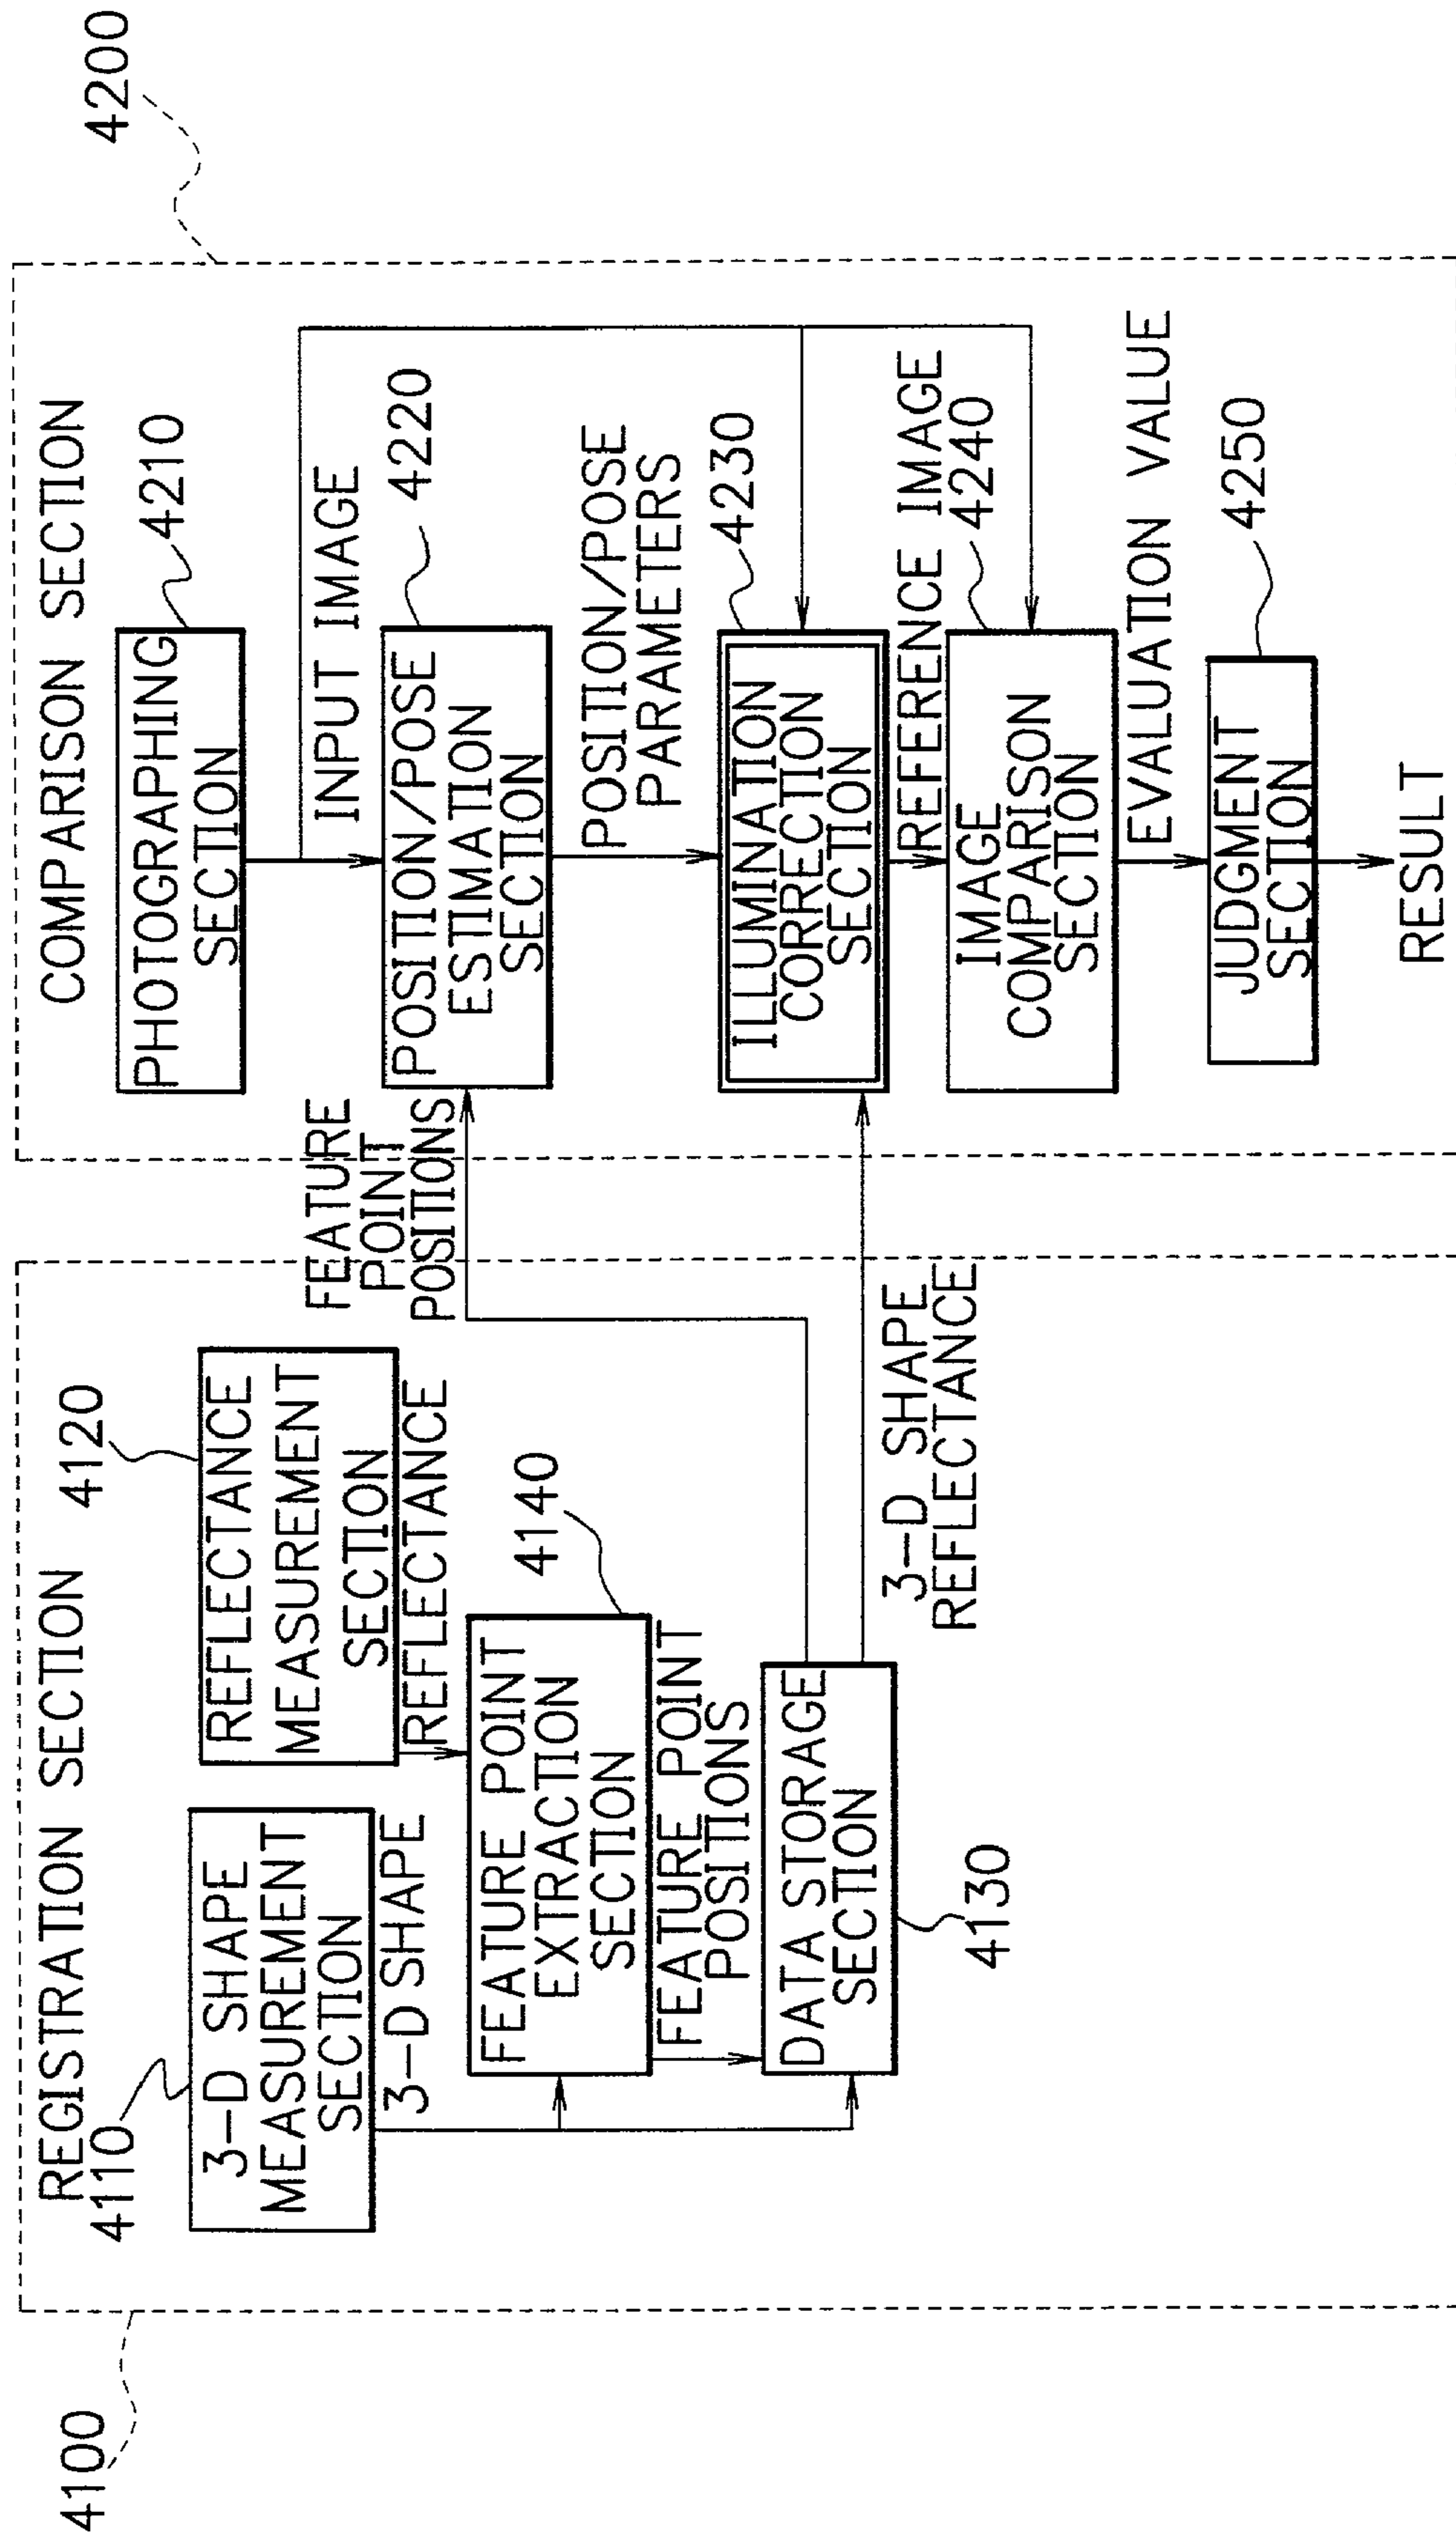 4100
REGISTRATION SECTION
4110
3-D SHAPE
MEASUREMENT
SECTION
3-D SHAPE
4120
REFLECTANCE
MEASUREMENT
SECTION
REFLECTANCE
4140
FEATURE POINT
EXTRACTION
SECTION
FEATURE POINT
POSITIONS
DATA STORAGE
SECTION
4130
FEATURE
POINT
POSITIONS
3-D SHAPE
REFLECTANCE
4200
COMPARISON SECTION
PHOTOGRAPHING
SECTION
4210
INPUT IMAGE
POSITION/POSE
ESTIMATION
SECTION
4220
POSITION/POSE
PARAMETERS
ILLUMINATION
CORRECTION
SECTION
4230
REFERENCE IMAGE
IMAGE
COMPARISON
SECTION
4240
EVALUATION VALUE
JUDGMENT
SECTION
4250
RESULT